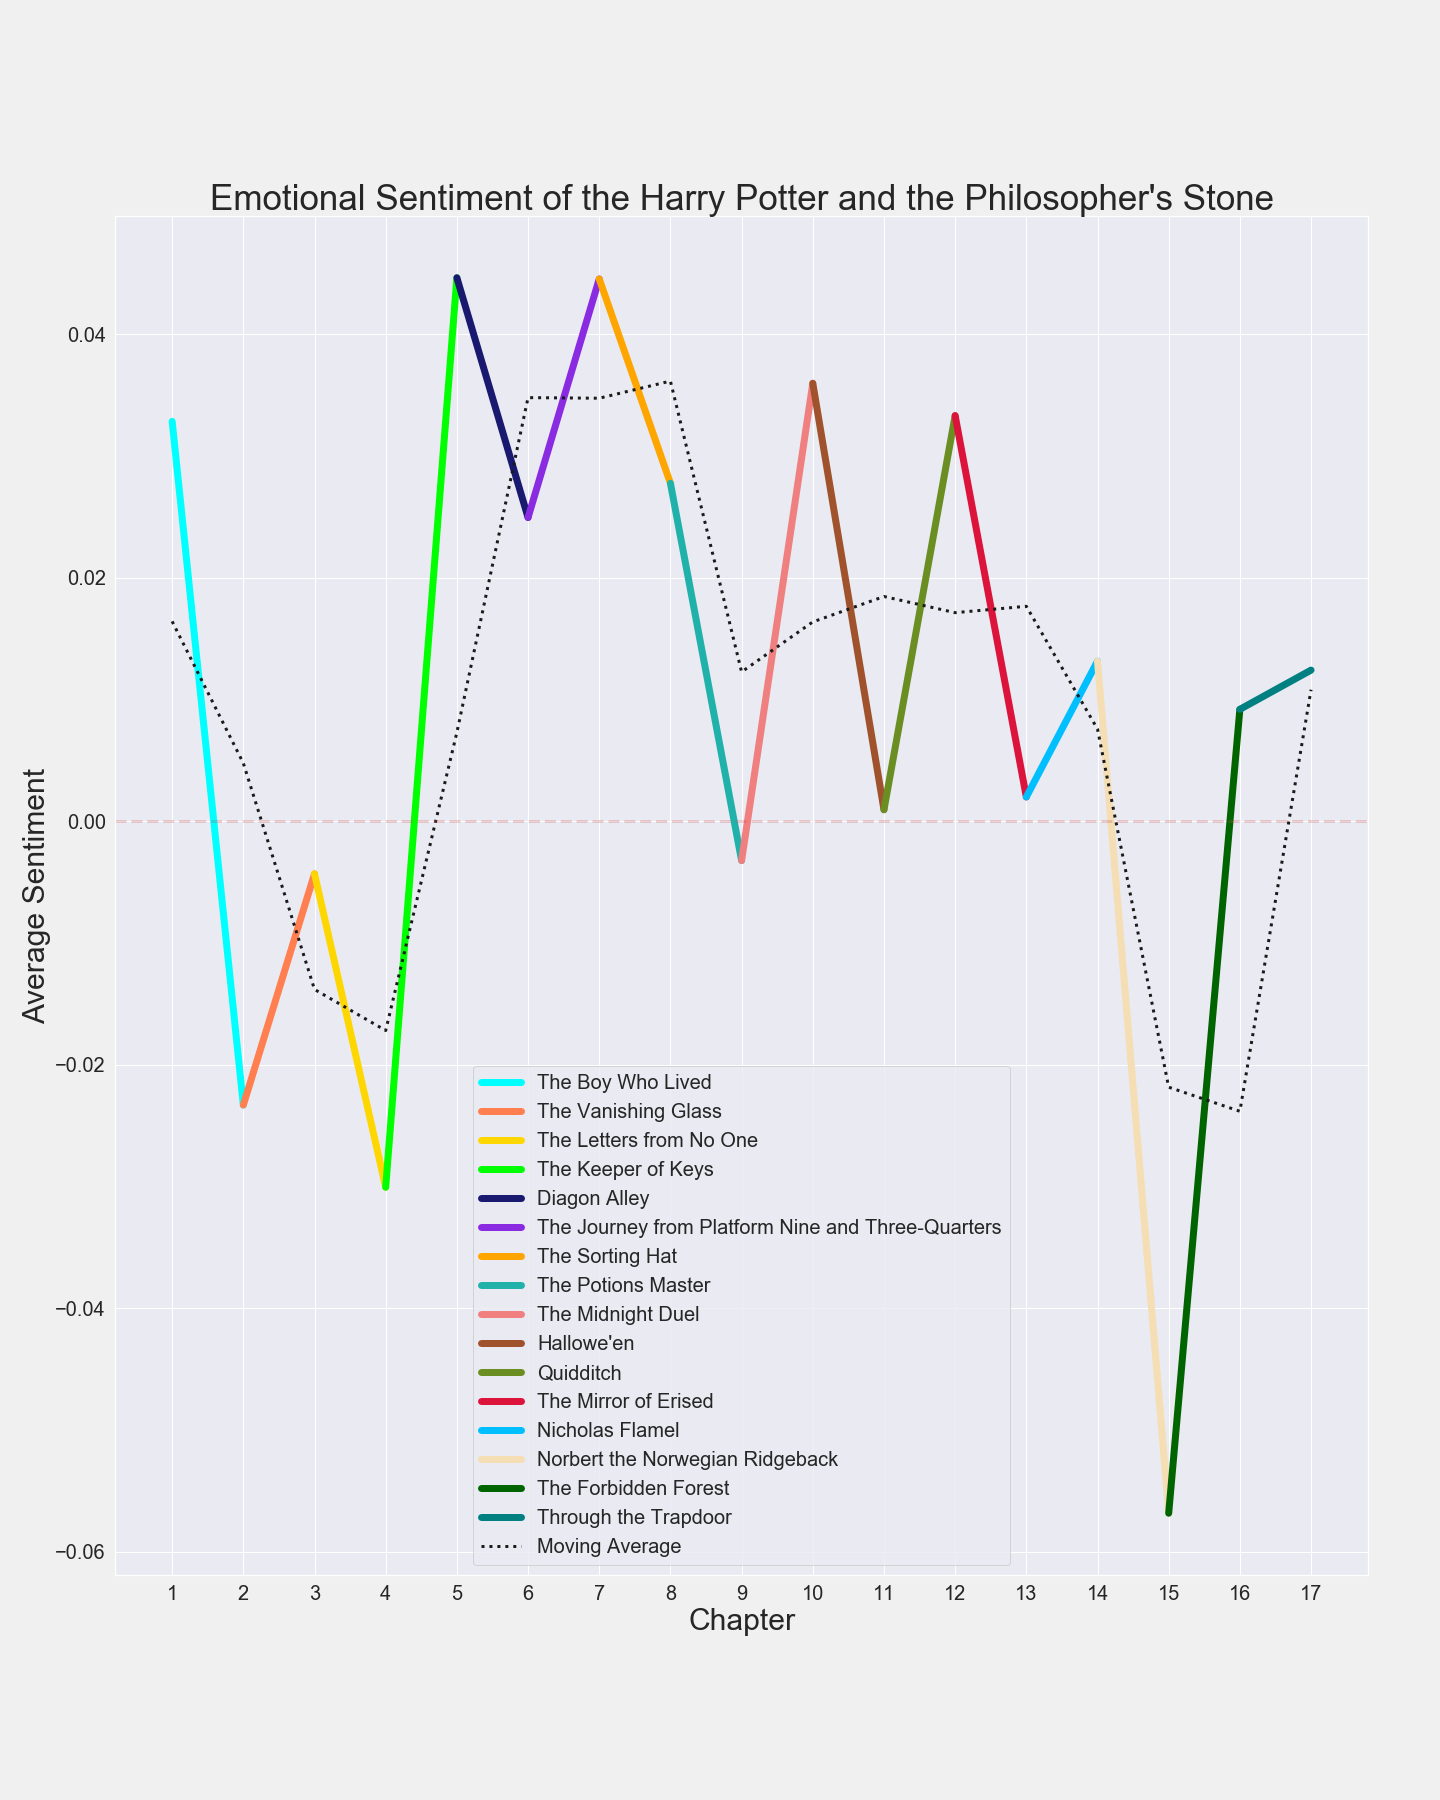 Emotional Sentiment of the Harry Potter and the Philosopher's Stone
0.04
0.02
0.00
−0.02
−0.04
−0.06
Average Sentiment
The Boy Who Lived
The Vanishing Glass
The Letters from No One
The Keeper of Keys
Diagon Alley
The Journey from Platform Nine and Three-Quarters
The Sorting Hat
The Potions Master
The Midnight Duel
Hallowe'en
Quidditch
The Mirror of Erised
Nicholas Flamel
Norbert the Norwegian Ridgeback
The Forbidden Forest
Through the Trapdoor
Moving Average
1 2 3 4 5 6 7 8 9 10 11 12 13 14 15 16 17
Chapter